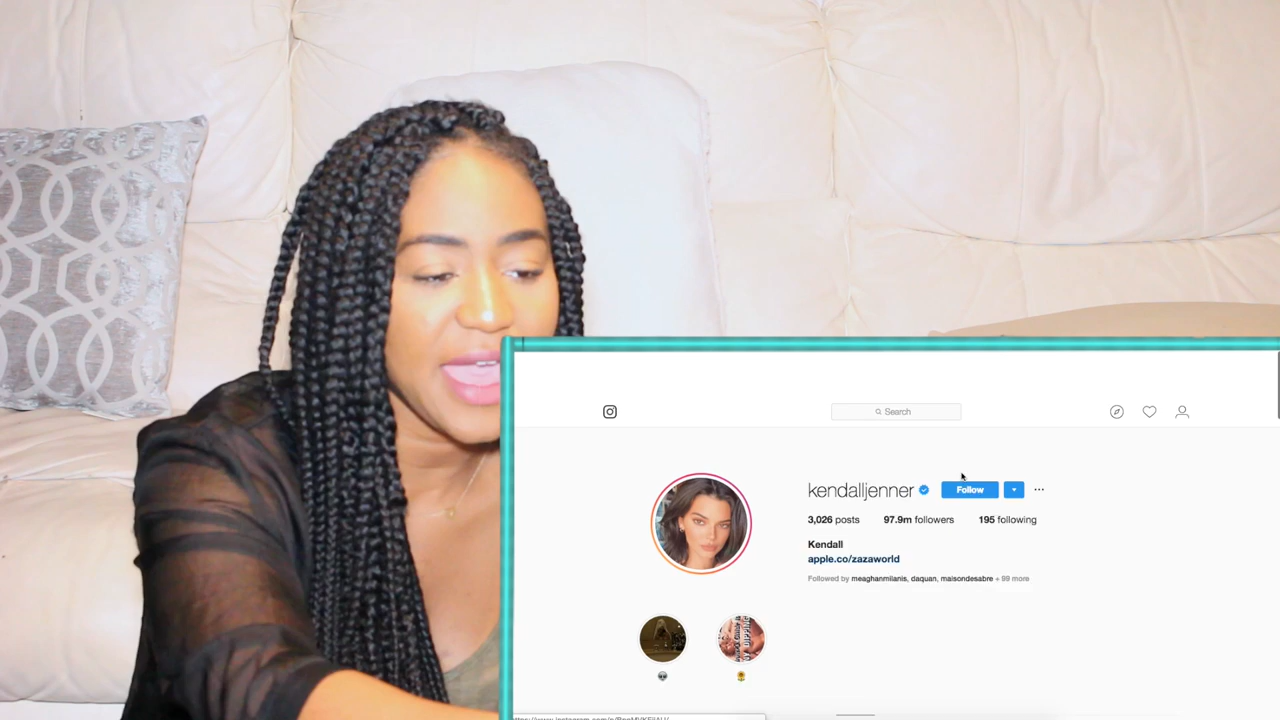 Search
kendalljenner Follow
3,026 posts 97.9m followers 195 following
Kendall
apple.co/zazaworld
Followed by meaghanmilanis, daquan, maisondesabre + 99 more